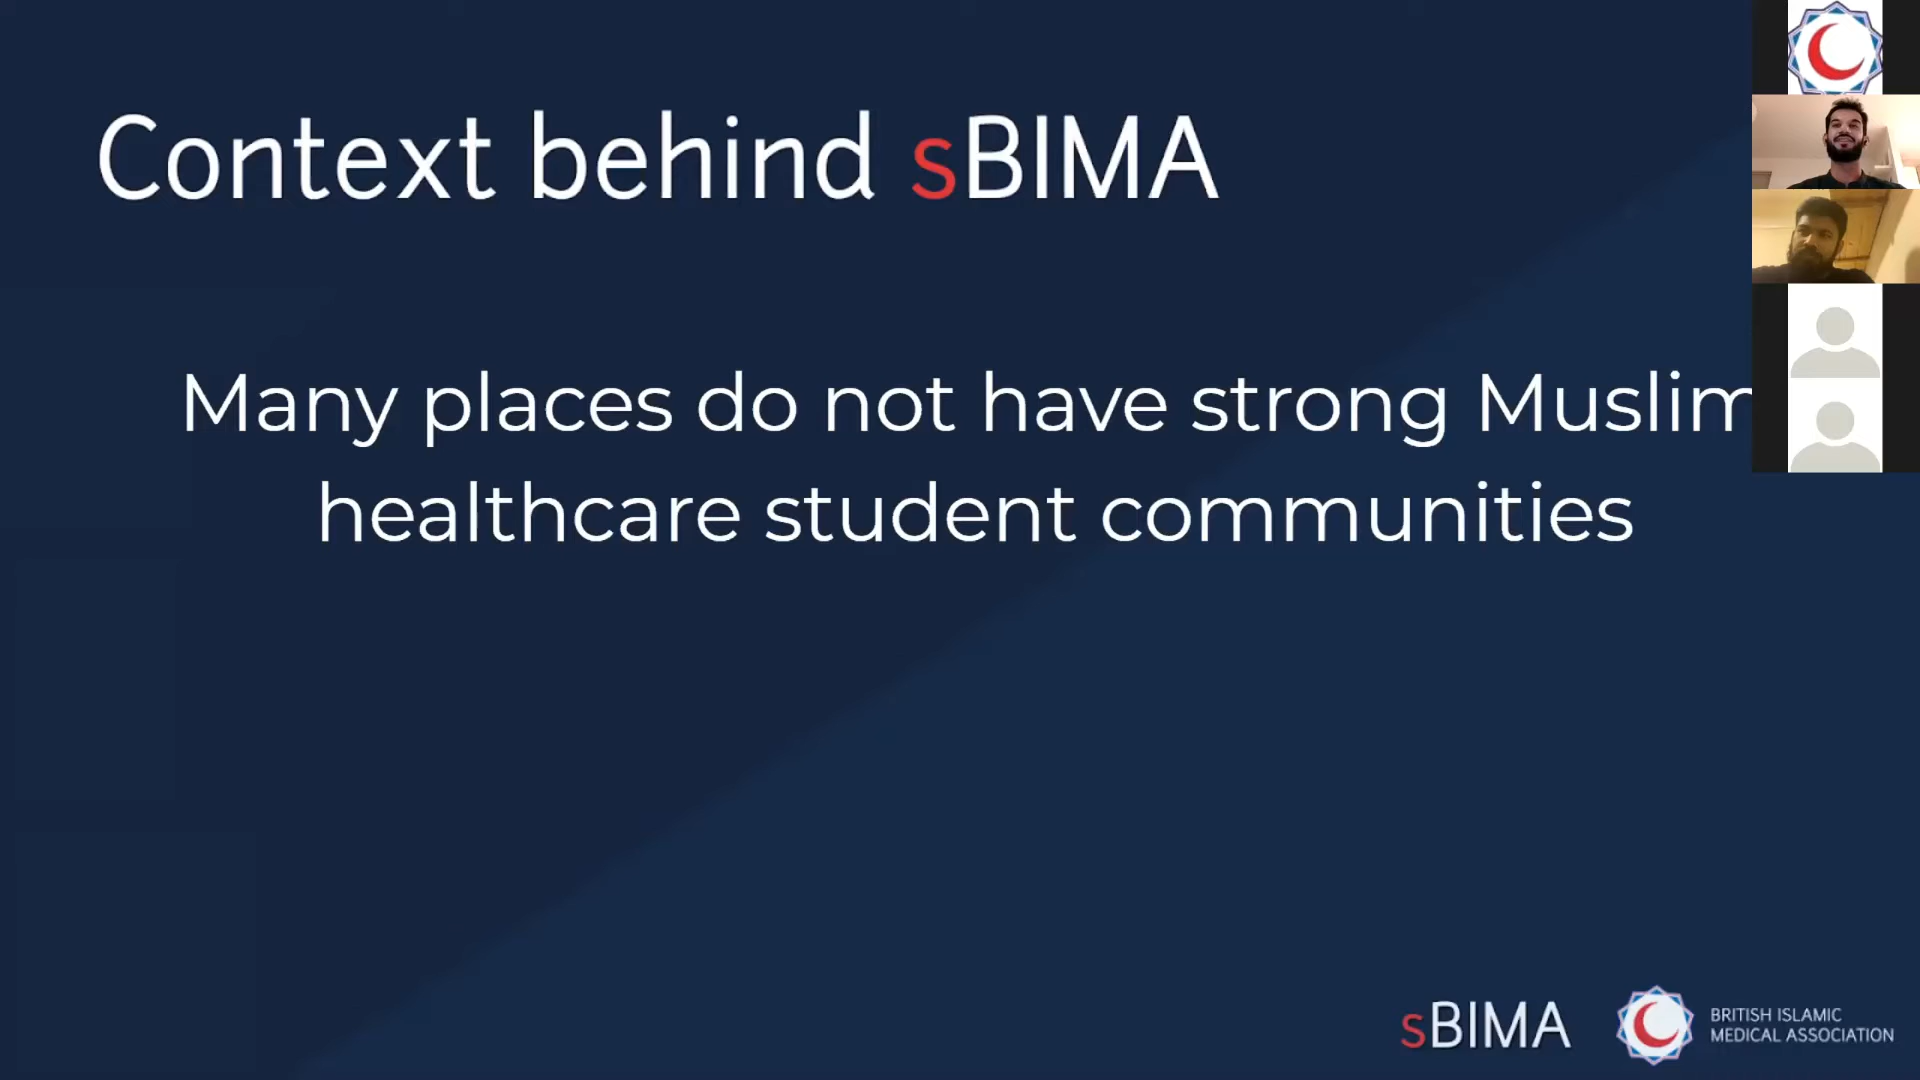 Context behind sBIMA
Many places do not have strong Muslim
healthcare student communities
sBIMA
BRITISH ISLAMIC
MEDICAL ASSOCIATION